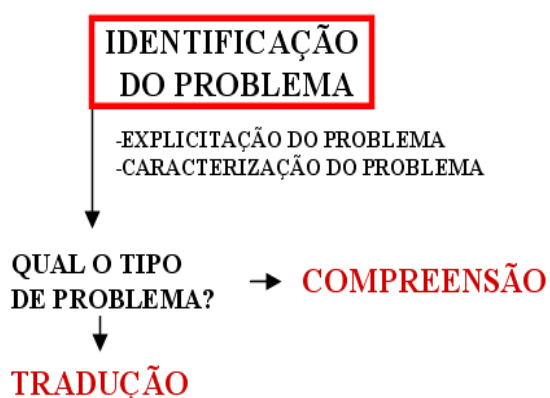 IDENTIFICAÇÃO
DO PROBLEMA
-EXPLICITAÇÃO DO PROBLEMA
-CARACTERIZAÇÃO DO PROBLEMA
QUAL O TIPO
DE PROBLEMA?
COMPREENSÃO
TRADUÇÃO